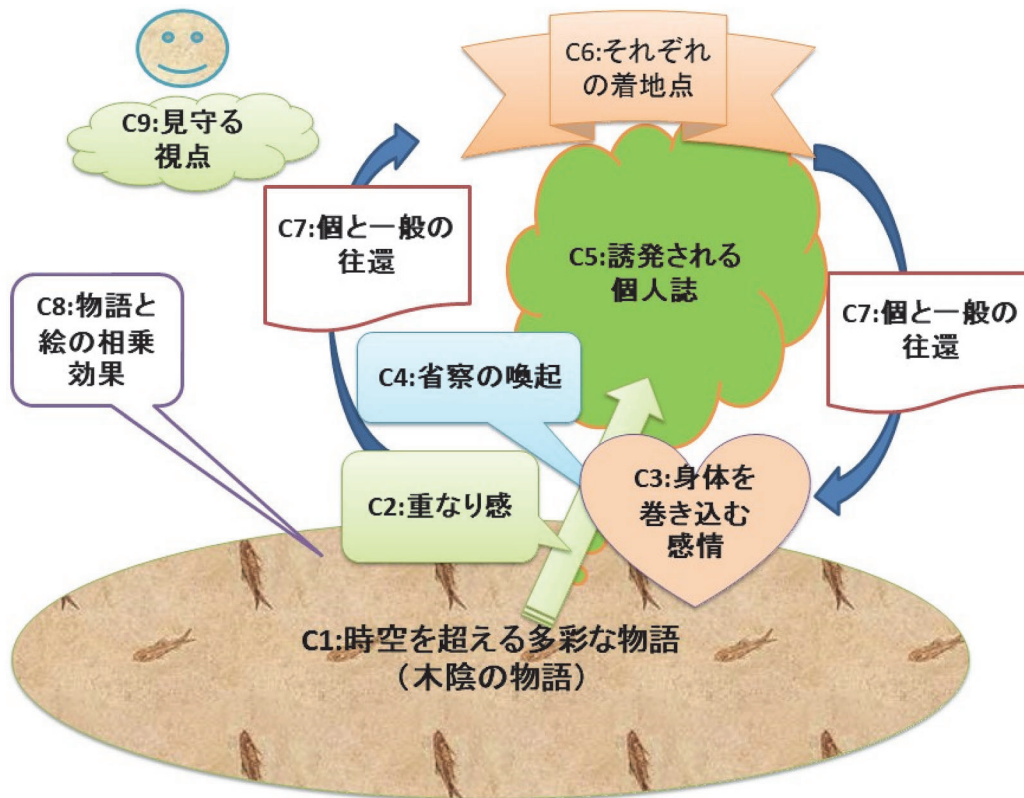 C6:それぞれ
の着地点
C9:見守る
視点
C7:個と一般の
往還
C5:誘発される
個人誌
C8:物語と
絵の相乗
効果
C7:個と一般の
往還
C4:省察の喚起
C2:重なり感
C3:身体を
巻き込む
感情
C1:時空を超える多彩な物語
（木陰の物語）